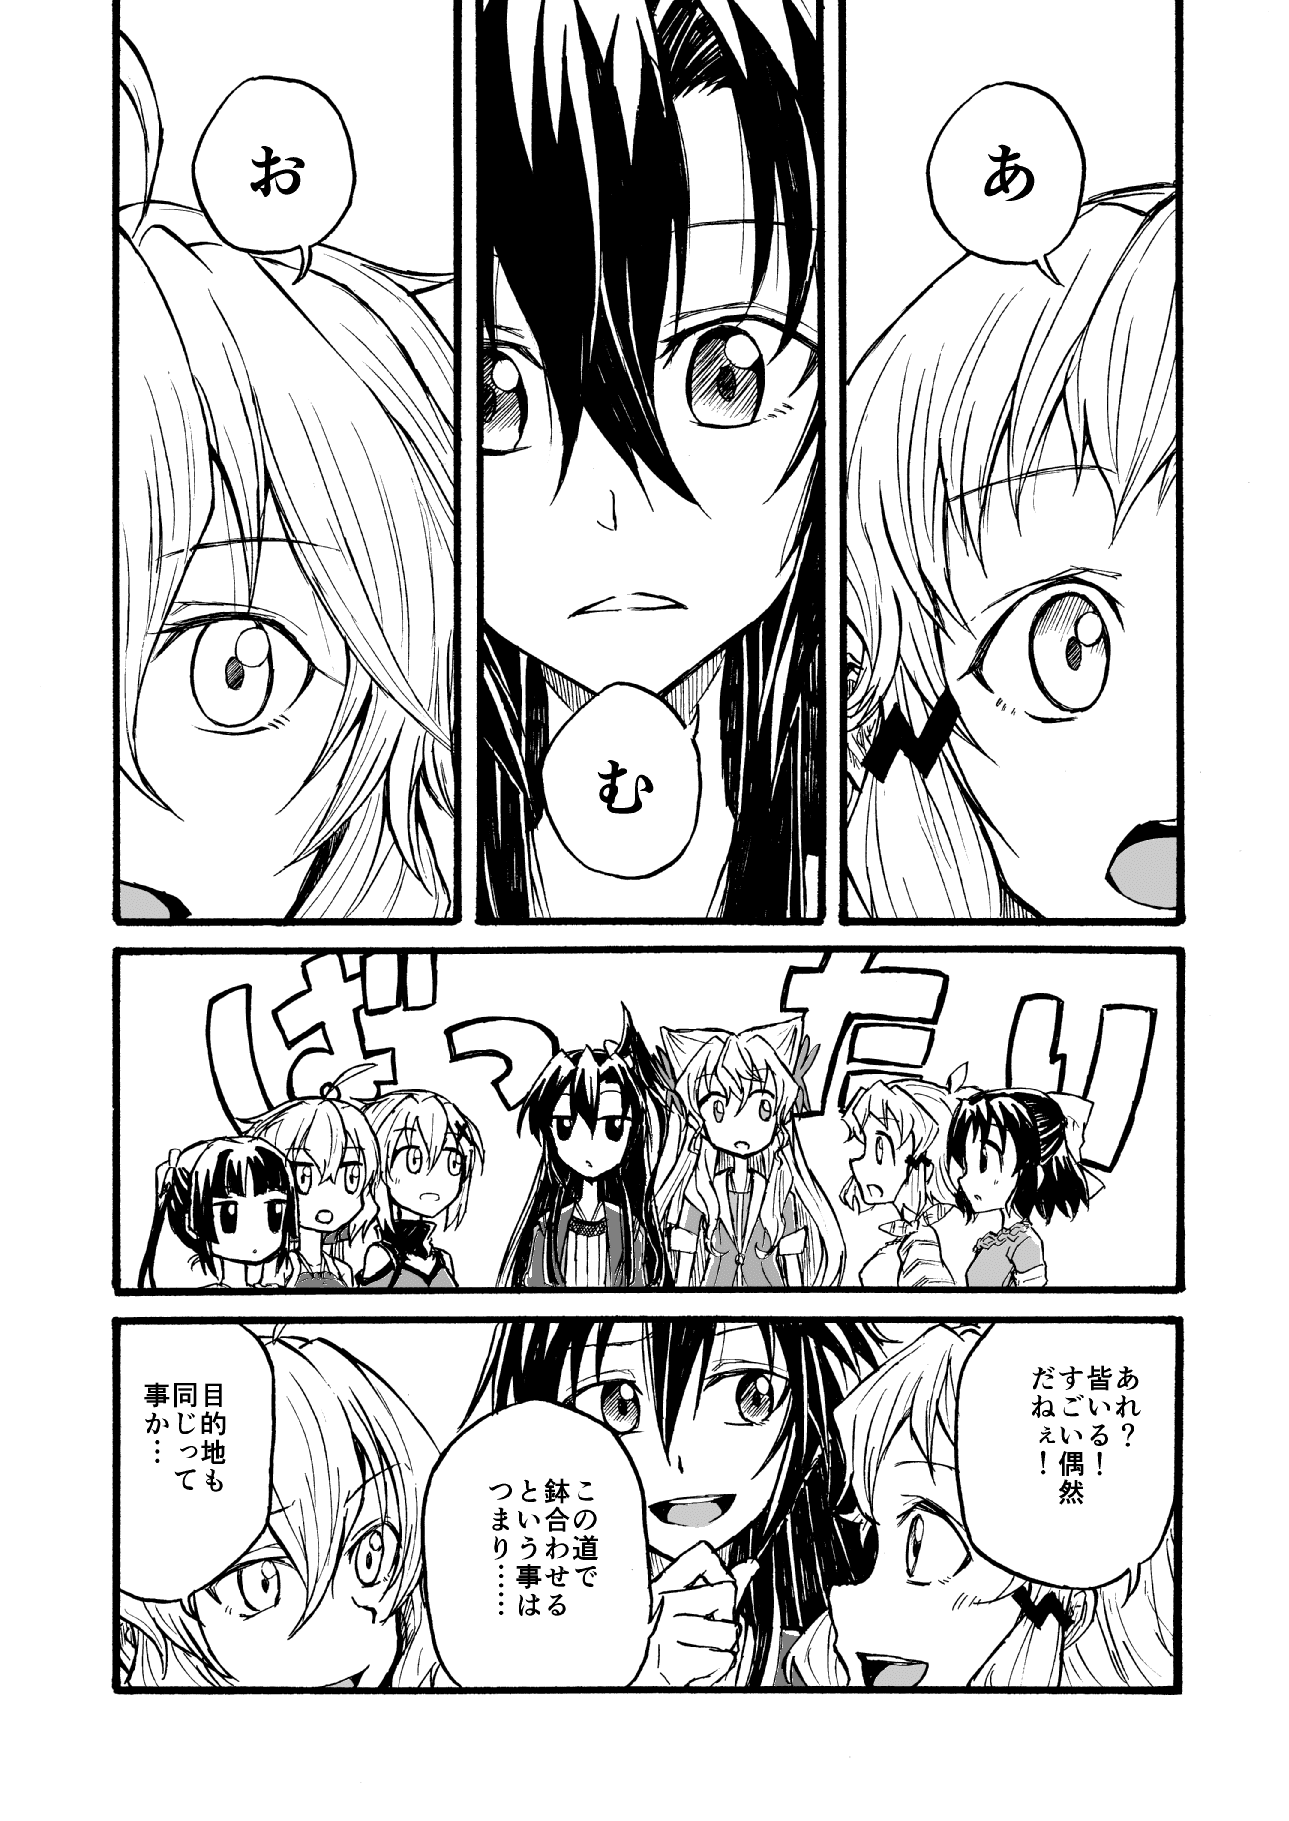 あ
む
お
ばったり
あれ?
皆いる!
すごい偶然
だねぇ!
この道で
鉢合わせる
という事は
つまり……
目的地も
同じって
事か…